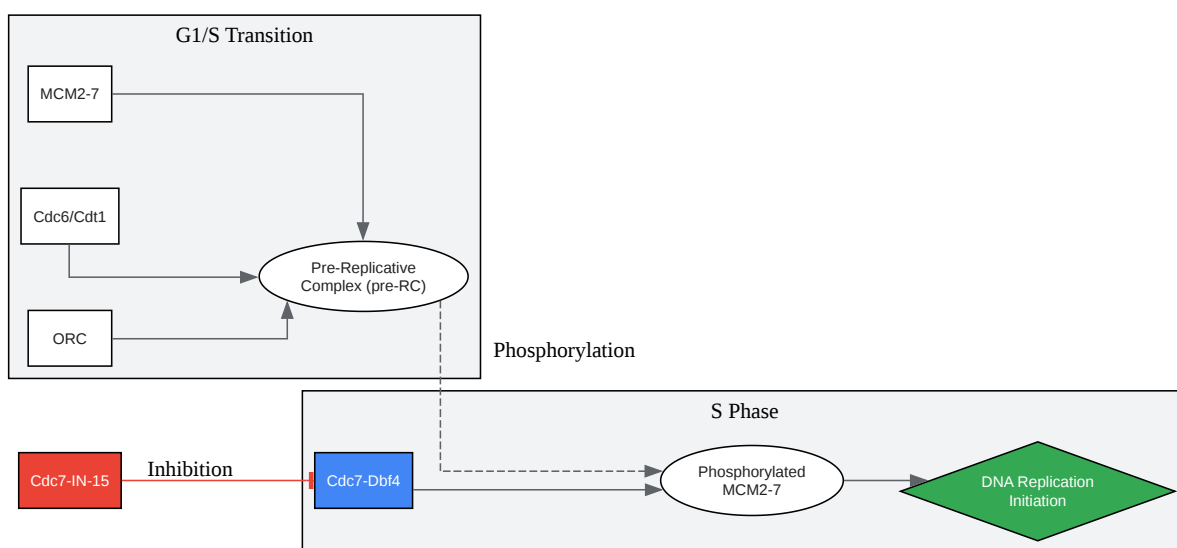 G1/S Transition
MCM2-7
Cdc6/Cdt1
Pre-Replicative
Complex (pre-RC)
ORC
Phosphorylation
S Phase
Cdc7-IN-15
Inhibition
Cdc7-Dbf4
Phosphorylated
MCM2-7
DNA Replication
Initiation